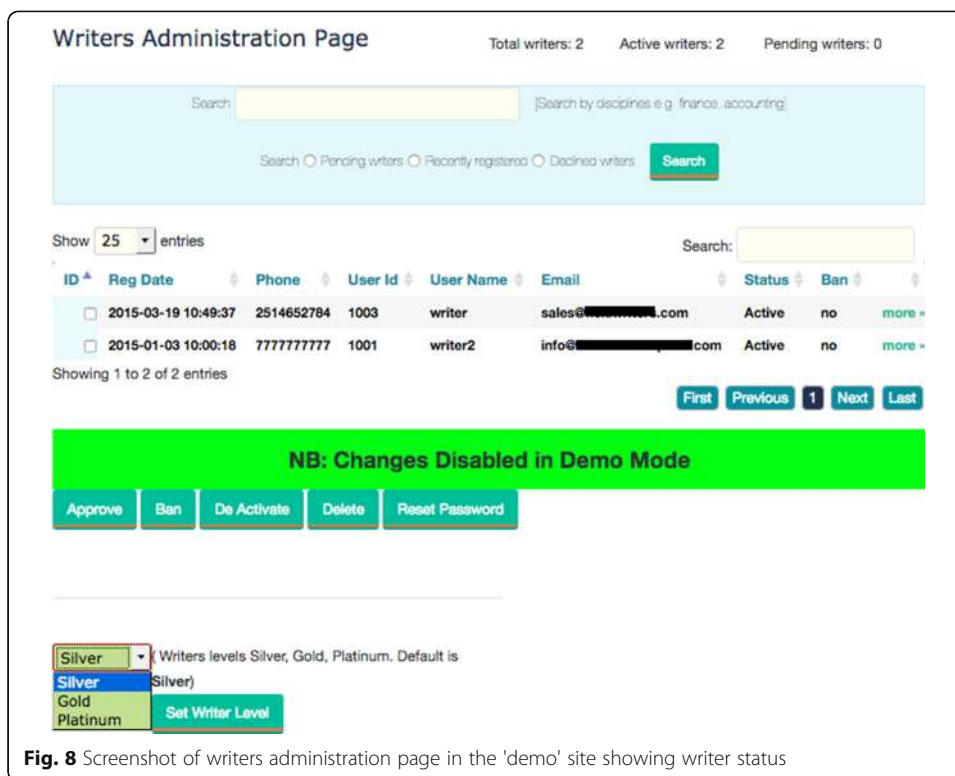 Writers Administration Page
Total writers: 2 Active writers: 2 Pending writers: 0
Search [Search by disciplines e.g. finance, accounting]
Search Pending writers Recently registered Declined writers Search
Show 25 entries Search:
ID Reg Date Phone User Id User Name Email Status Ban
2015-03-19 10:49:37 2514652784 1003 writer sales@ .com Active no more »
2015-01-03 10:00:18 7777777777 1001 writer2 info@ com Active no more »
Showing 1 to 2 of 2 entries
First Previous 1 Next Last
NB: Changes Disabled in Demo Mode
Approve Ban De Activate Delete Reset Password
Silver ( Writers levels Silver, Gold, Platinum. Default is
Silver Silver)
Gold
Platinum Set Writer Level
Fig. 8 Screenshot of writers administration page in the 'demo' site showing writer status